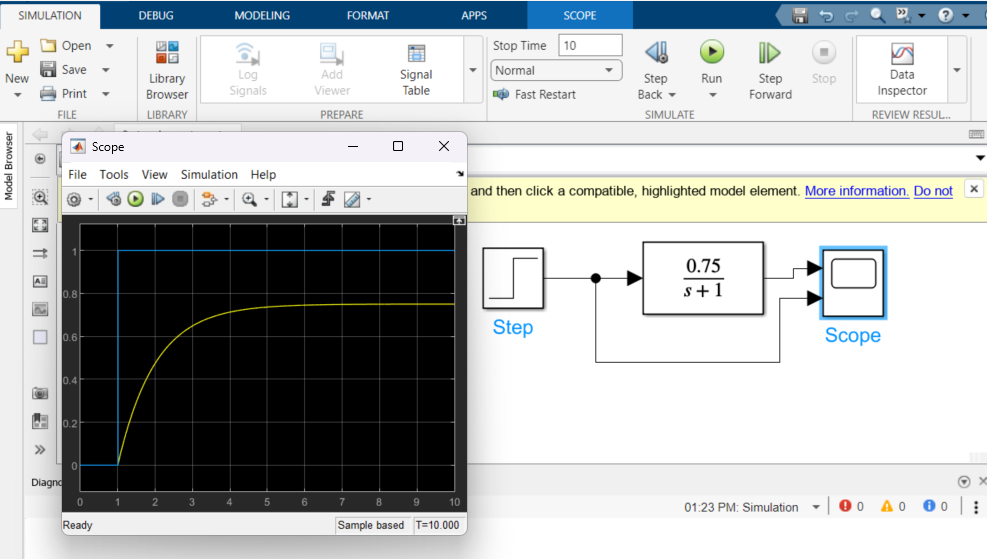 SIMULATION DEBUG MODELING FORMAT APPS SCOPE
New
Open
Save
Print
FILE
Library
Browser
LIBRARY
Log
Signals
Add
Viewer
Signal
Table
PREPARE
Stop Time 10
Normal
Fast Restart
Step
Back
Run
Step
Forward
Stop
SIMULATE
Data
Inspector
REVIEW RESUL...
Model Browser
Scope
File Tools View Simulation Help
and then click a compatible, highlighted model element. More information. Do not
1
0.8
0.6
0.4
0.2
0
0 1 2 3 4 5 6 7 8 9 10
Ready Sample based T=10.000
Step
0.75
s + 1
Scope
Diagn
01:23 PM: Simulation 0 0 0